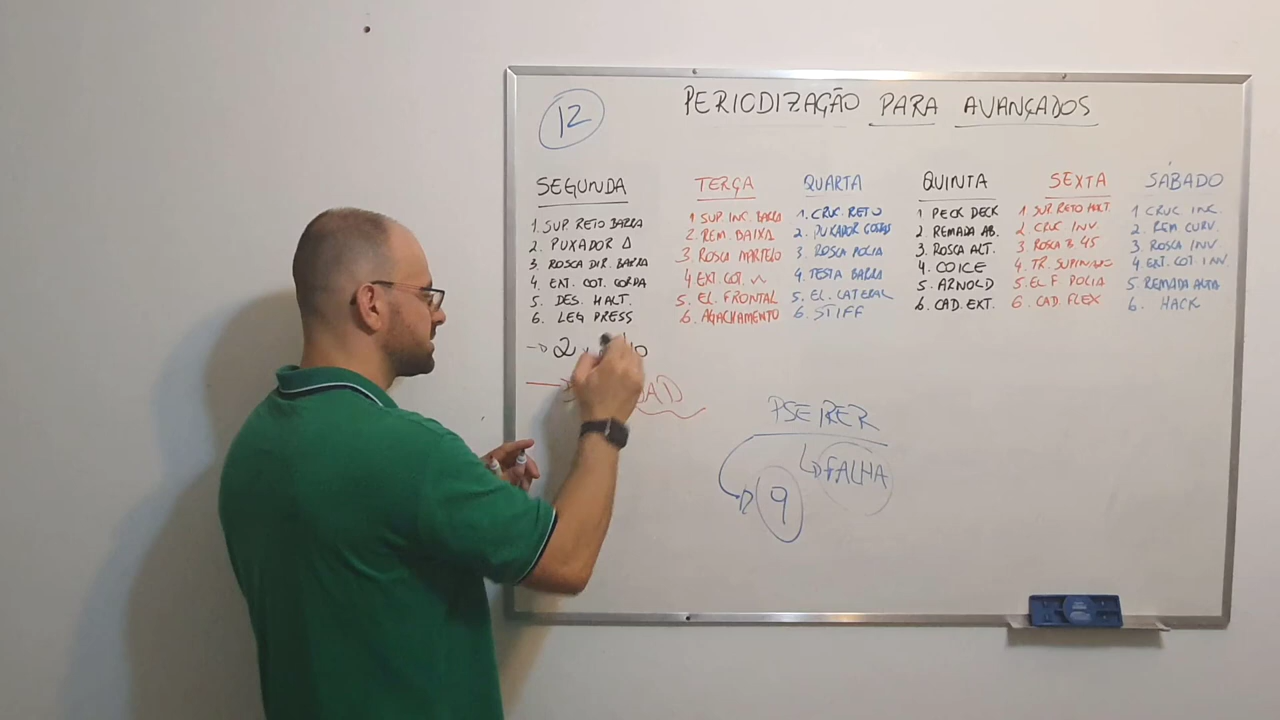 12
PERIODIZAÇÃO PARA AVANÇADOS
SEGUNDA
1. SUP. RETO BARRA
2. PUXADOR Δ
3. ROSCA DIR. BARRA
4. EXT. COT. CORDA
5. DES. HALT.
6. LEG PRESS
2
TERÇA
1 SUP. INC. BARRA
2. REM. BAIXA
3. ROSCA MARTELO
4. EXT. COT. ^
5. EL. FRONTAL
6. AGACHAMENTO
QUARTA
1. CRUC. RETO
2. PUXADOR COSTAS
3. ROSCA POLIA
4. TESTA BARRA
5. EL. LATERAL
6. STIFF
QUINTA
1 PECK DECK
2. REMADA AB.
3. ROSCA ALT.
4. COICE
5. ARNOLD
6. CAD. EXT.
SEXTA
1 SUP. RETO HALT.
2 CRUC INV.
3 ROSCA B 45
4. TR. SUPINADO
5. EL F POLIA
6. CAD. FLEX
SÁBADO
1 CRUC INC.
2 REM CURV.
3 ROSCA INV.
4. EXT. COT. INV.
5. REMADA ALTA
6. HACK
PSE RER
FALHA
9